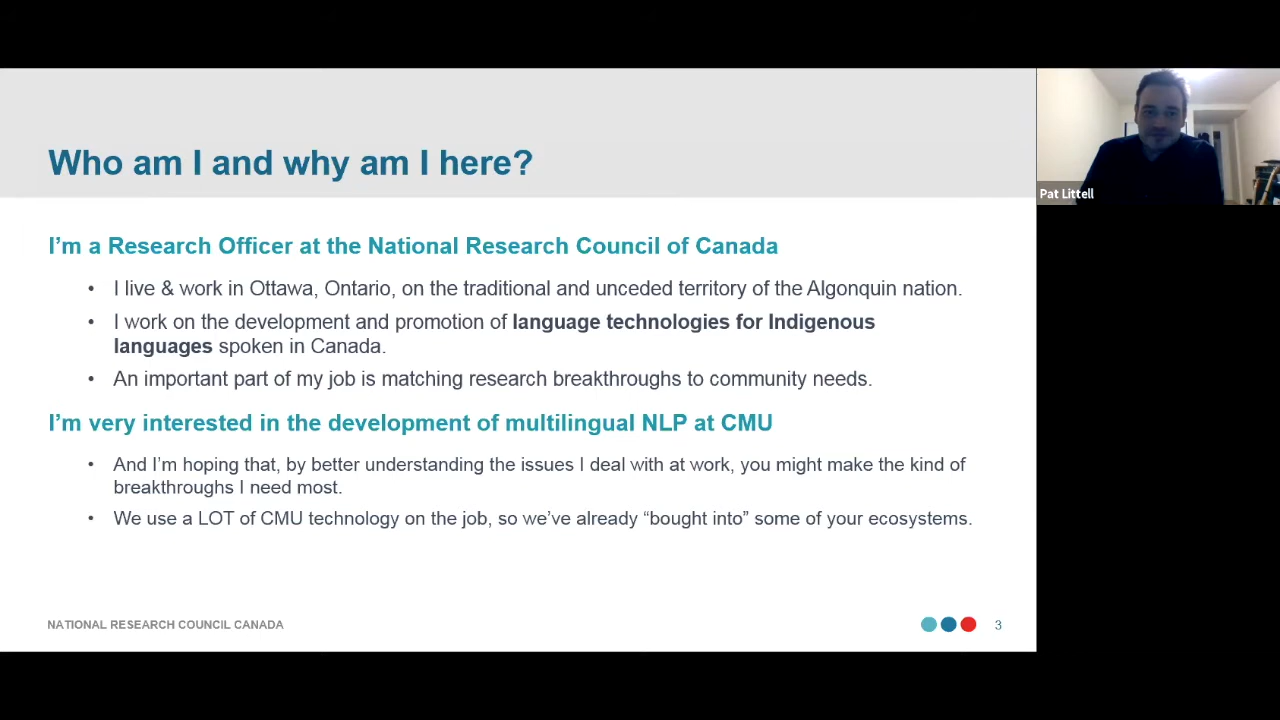 Who am I and why am I here?
Pat Littell
I'm a Research Officer at the National Research Council of Canada
• I live & work in Ottawa, Ontario, on the traditional and unceded territory of the Algonquin nation.
• I work on the development and promotion of language technologies for Indigenous
languages spoken in Canada.
• An important part of my job is matching research breakthroughs to community needs.
I'm very interested in the development of multilingual NLP at CMU
• And I'm hoping that, by better understanding the issues I deal with at work, you might make the kind of
breakthroughs I need most.
• We use a LOT of CMU technology on the job, so we've already “bought into” some of your ecosystems.
NATIONAL RESEARCH COUNCIL CANADA
3